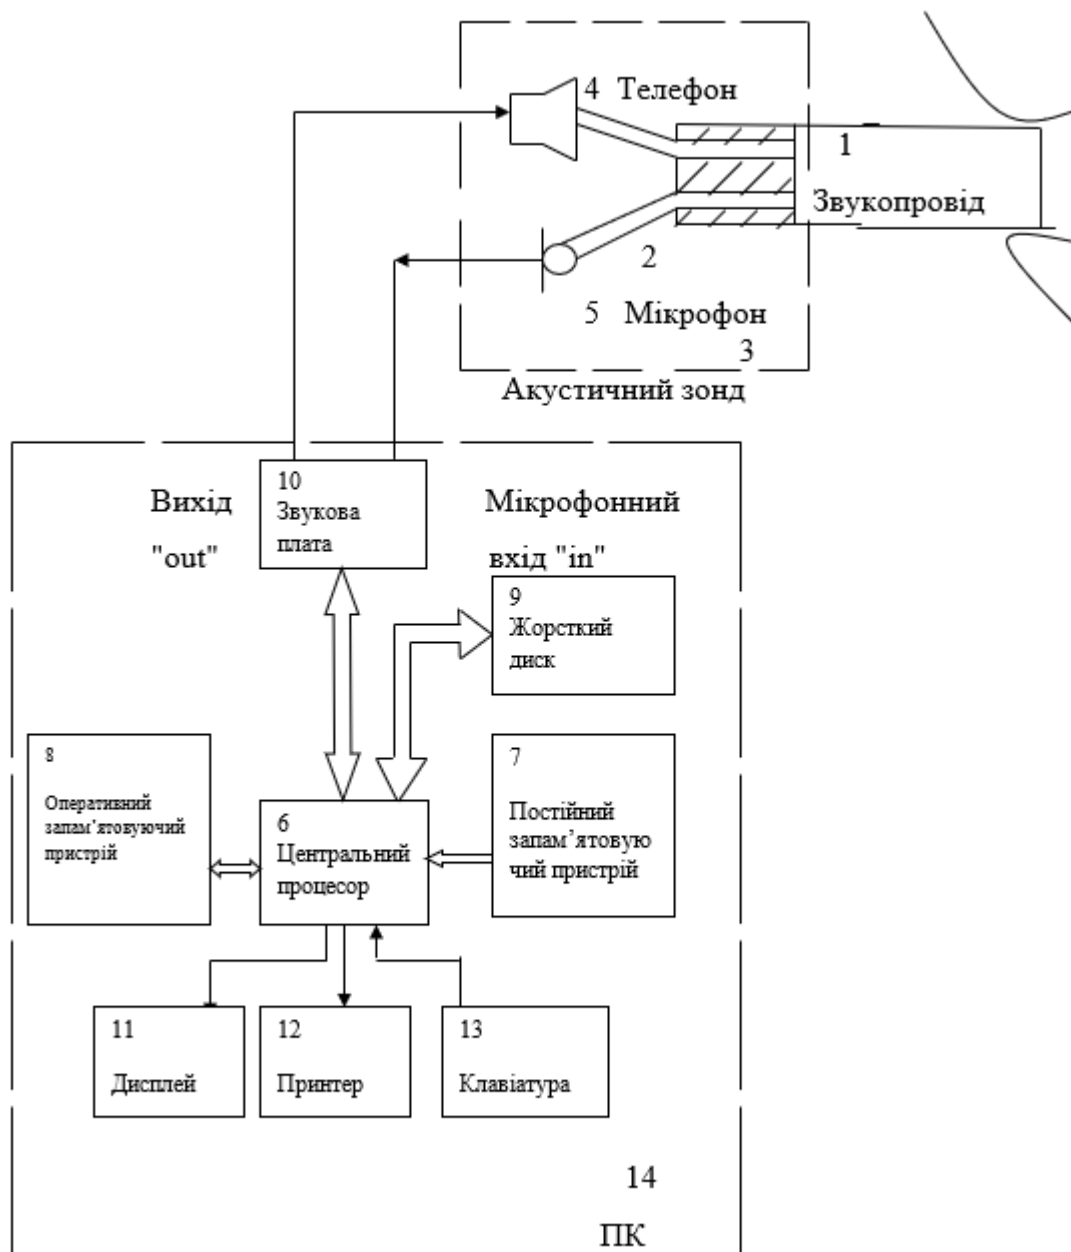 4 Телефон
1
Звукопровід
2
5 Мікрофон
3
Акустичний зонд
10
Звукова
плата
Вихід
"out"
Мікрофонний
вхід "in"
9
Жорсткий
диск
8
Оперативний
запам’ятовуючий
пристрій
7
Постійний
запам’ятовую
чий пристрій
6
Центральний
процесор
11
Дисплей
12
Принтер
13
Клавіатура
14
ПК